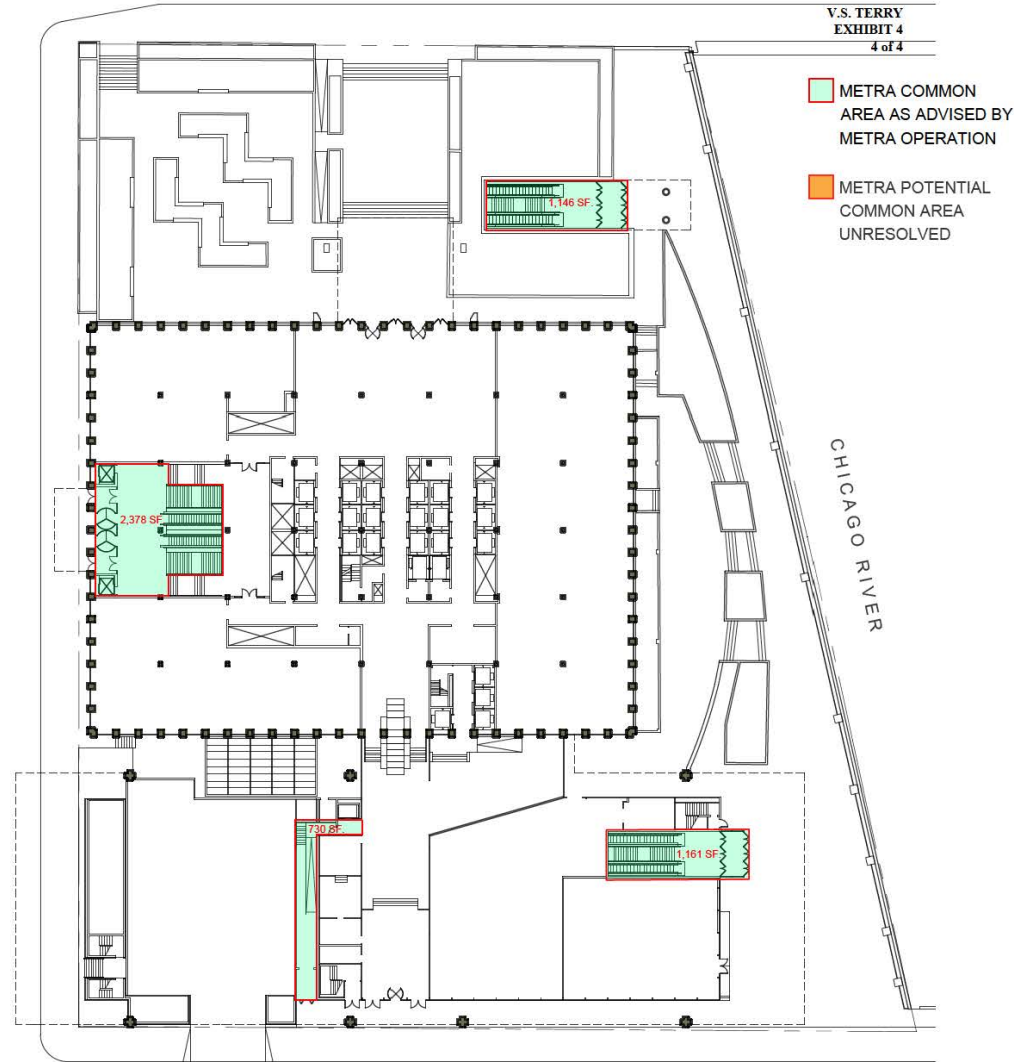 V.S. TERRY
EXHIBIT 4
4 of 4
METRA COMMON
AREA AS ADVISED BY
METRA OPERATION
METRA POTENTIAL
COMMON AREA
UNRESOLVED
1,146 SF.
2,378 SF
CHICAGO RIVER
730 SF.
1,161 SF